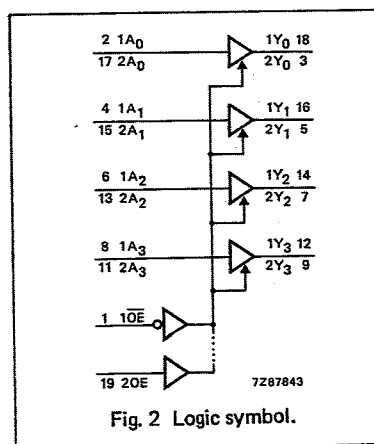 2 1A0 1Y0 18
17 2A0 2Y0 3
4 1A1 1Y1 16
15 2A1 2Y1 5
6 1A2 1Y2 14
13 2A2 2Y2 7
8 1A3 1Y3 12
11 2A3 2Y3 9
1 1O̅E̅
19 2OE
7Z87843
Fig. 2 Logic symbol.